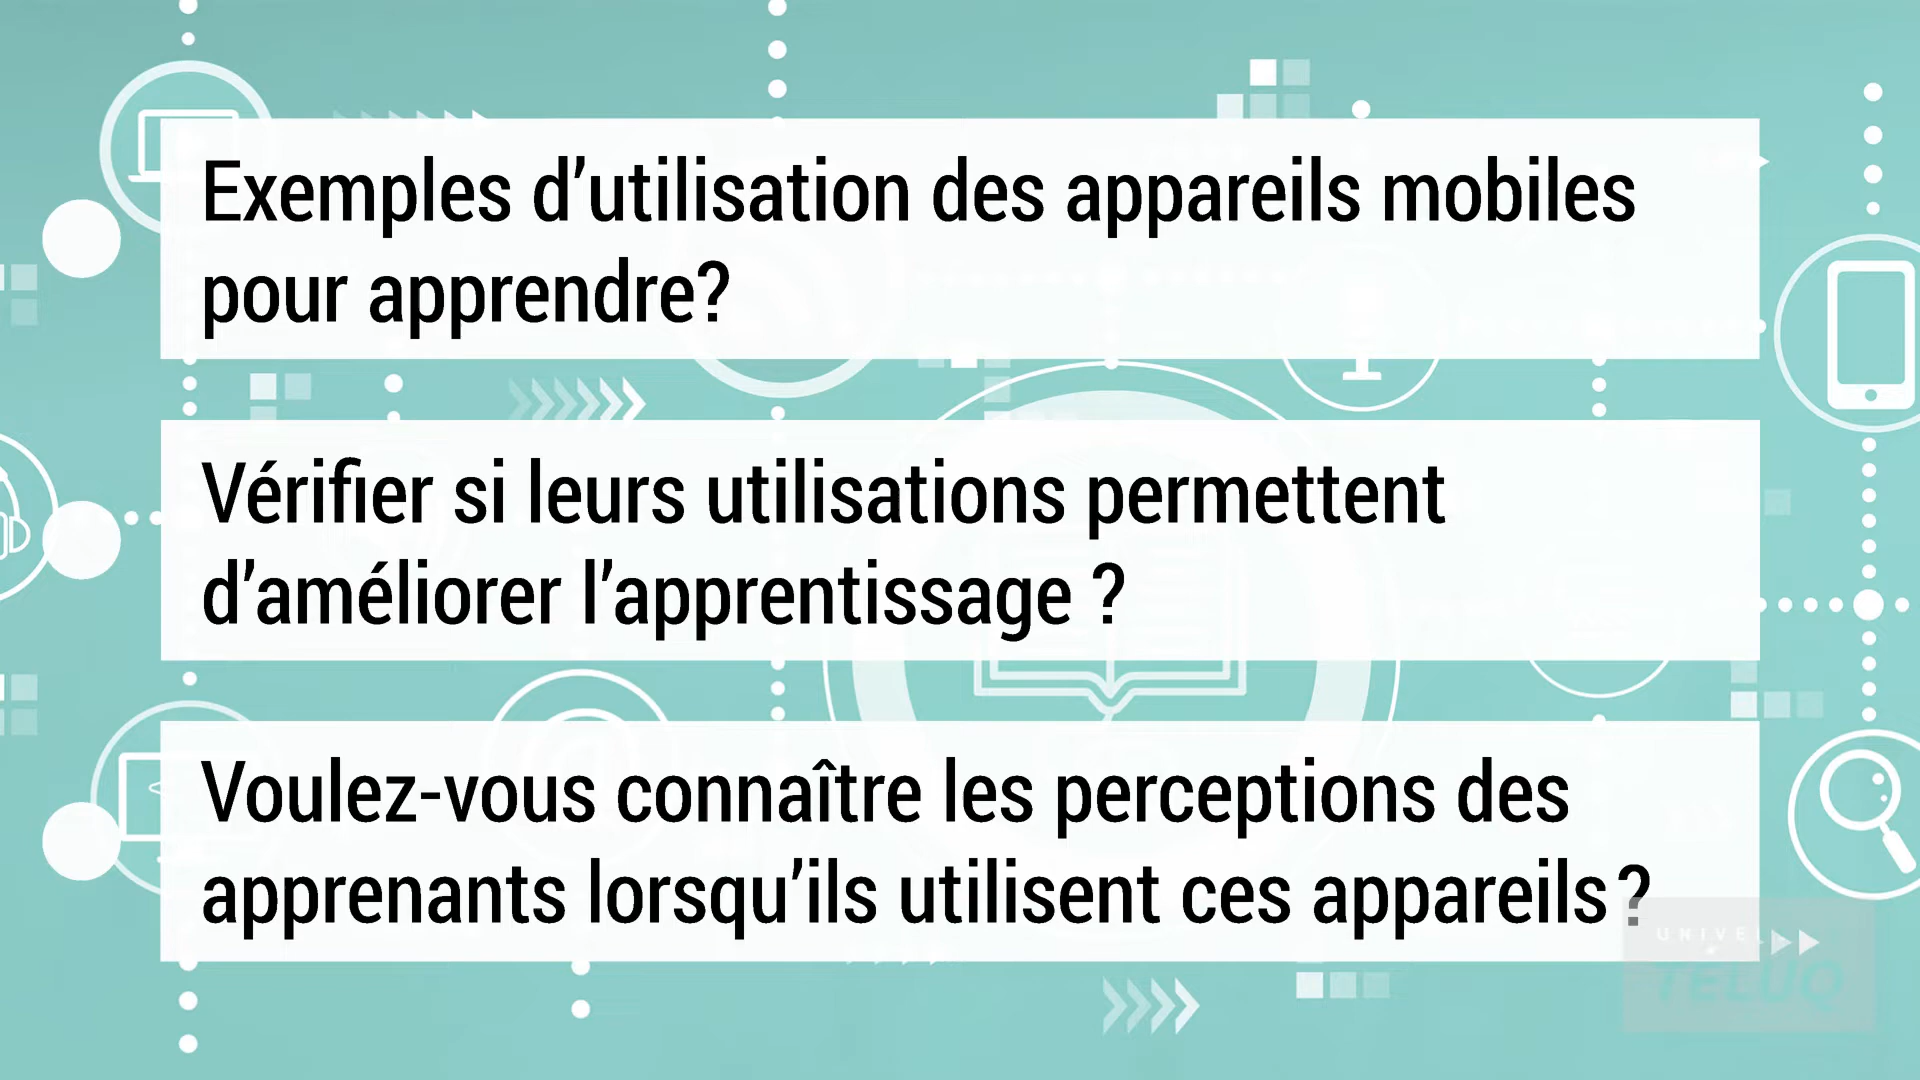 Exemples d’utilisation des appareils mobiles
pour apprendre?
Vérifier si leurs utilisations permettent
d’améliorer l’apprentissage ?
Voulez-vous connaître les perceptions des
apprenants lorsqu’ils utilisent ces appareils ?
TELUQ